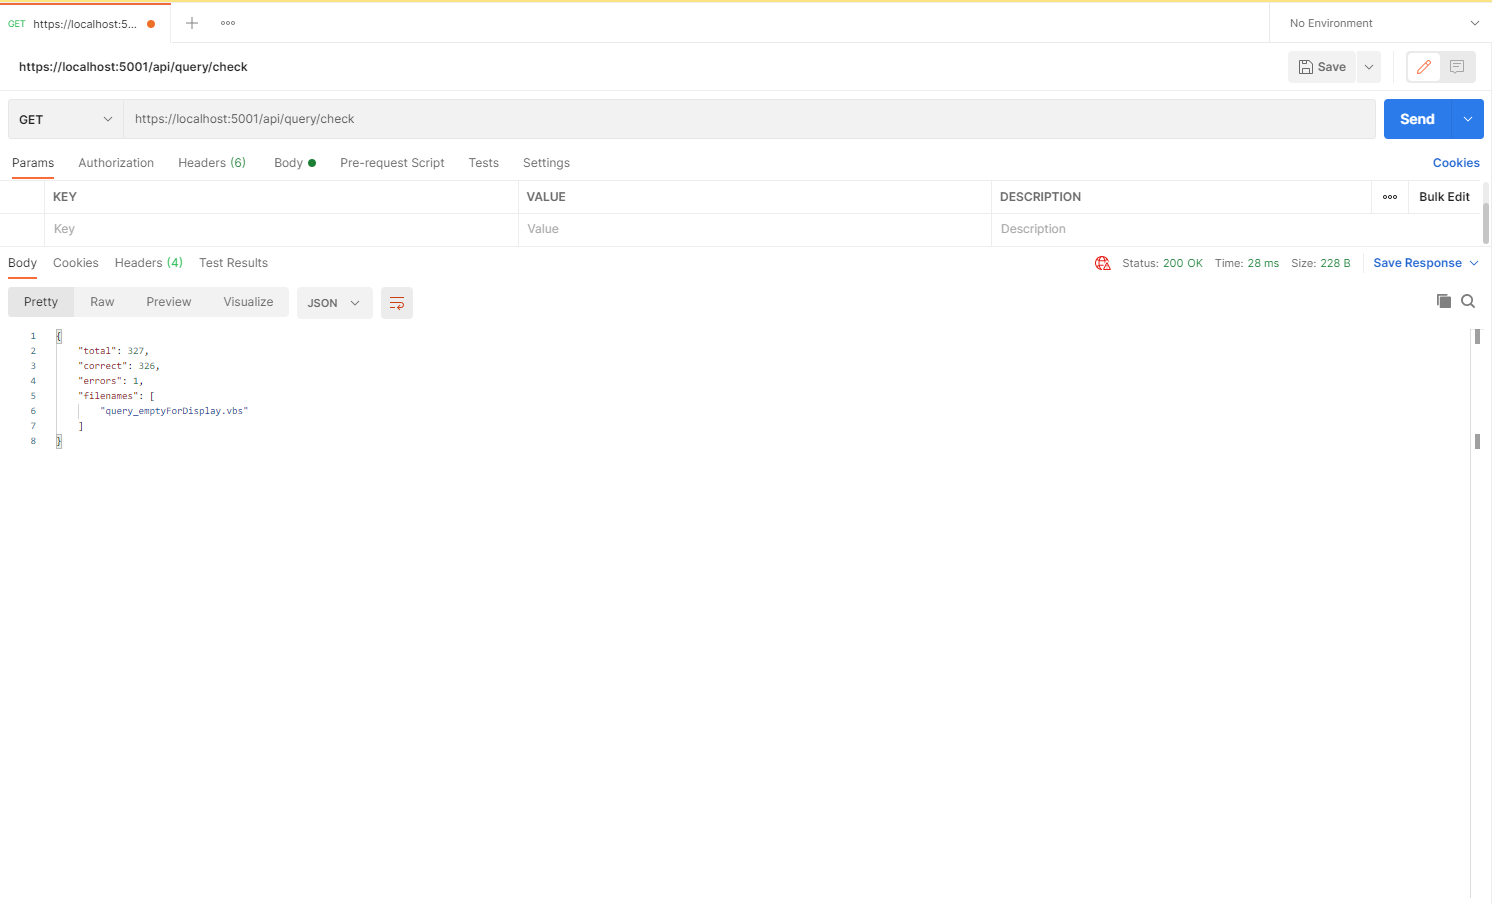 GET https://localhost:5...
No Environment
https://localhost:5001/api/query/check
Save
GET https://localhost:5001/api/query/check
Send
Params Authorization Headers (6) Body Pre-request Script Tests Settings Cookies
KEY VALUE DESCRIPTION Bulk Edit
Key Value Description
Body Cookies Headers (4) Test Results Status: 200 OK Time: 28 ms Size: 228 B Save Response
Pretty Raw Preview Visualize JSON
1 {
2 "total": 327,
3 "correct": 326,
4 "errors": 1,
5 "filenames": [
6 "query_emptyForDisplay.vbs"
7 ]
8 }